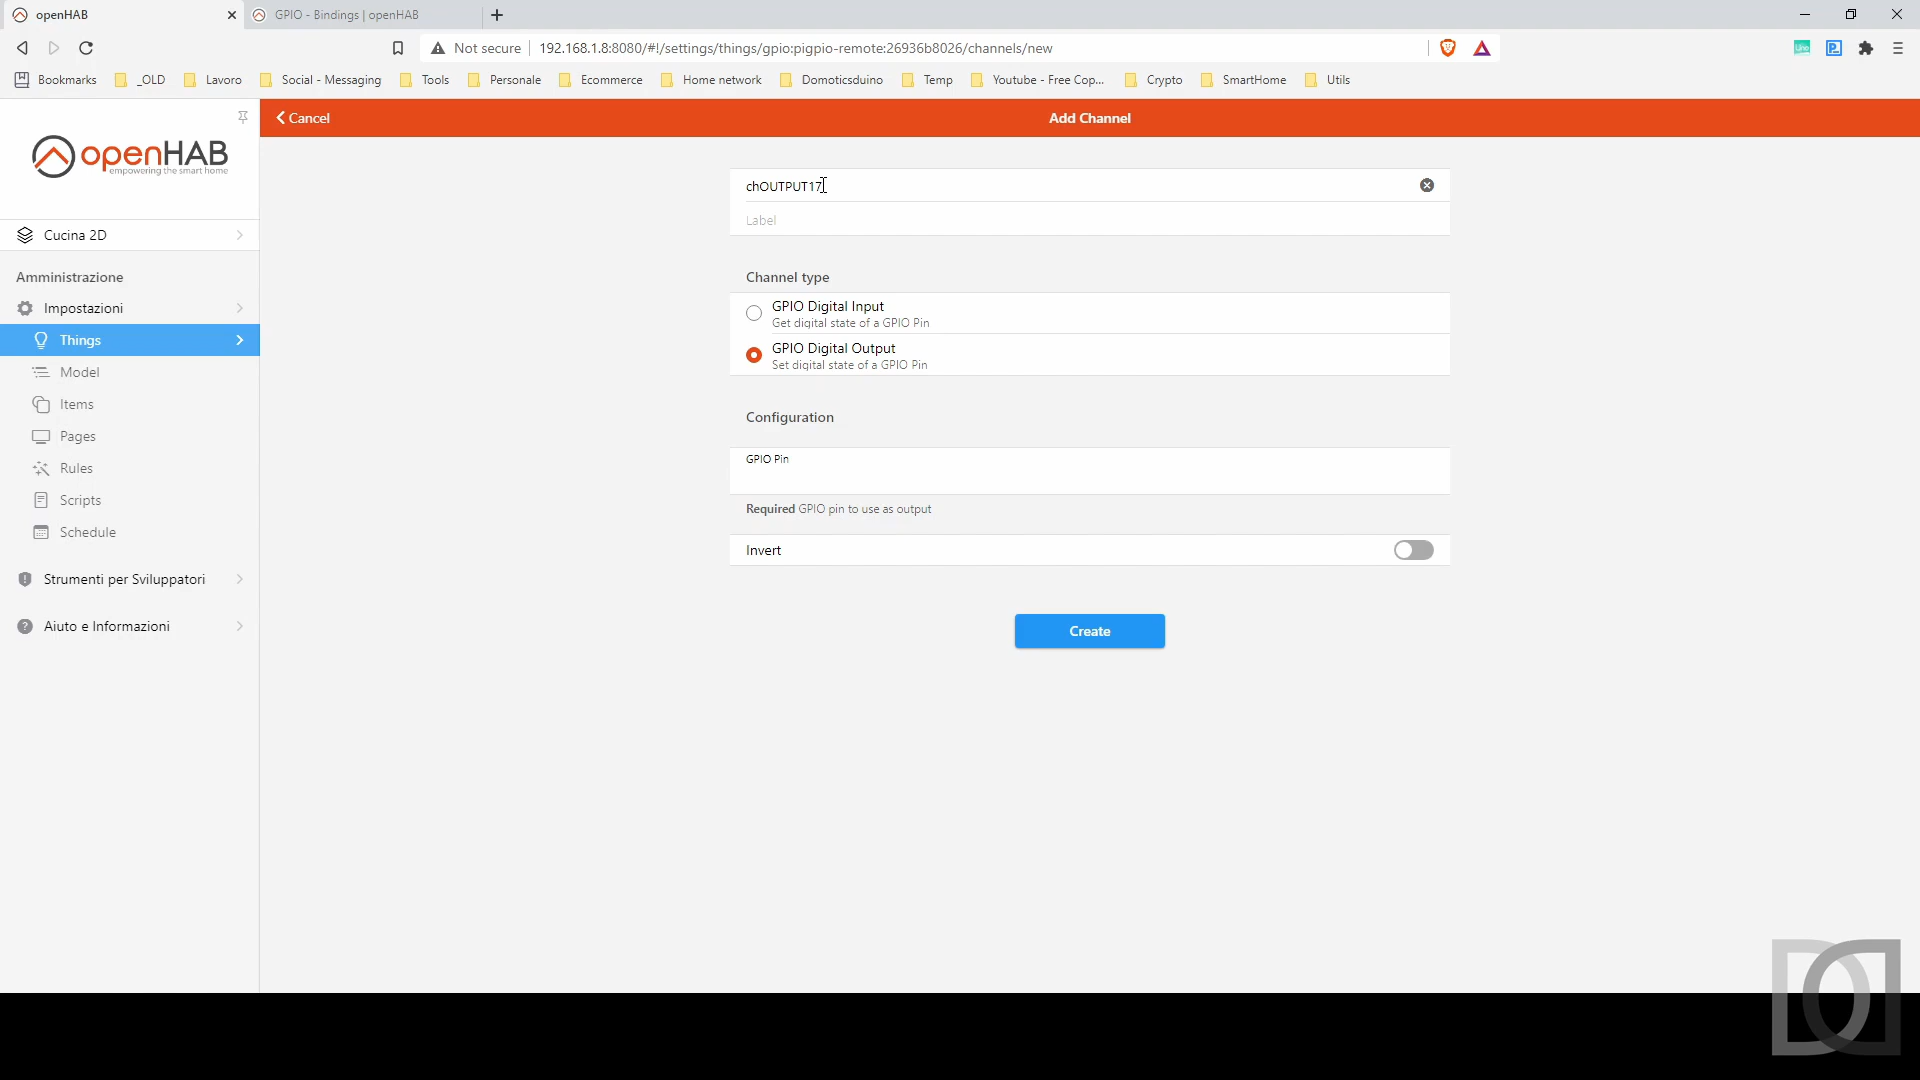 openHAB
GPIO - Bindings | openHAB
Not secure
192.168.1.8:8080/#!/settings/things/gpio:pigpio-remote:26936b8026/channels/new
Bookmarks
_OLD
Lavoro
Social - Messaging
Tools
Personale
Ecommerce
Home network
Domoticsduino
Temp
Youtube - Free Cop...
Crypto
SmartHome
Utils
openHAB
empowering the smart home
Cucina 2D
Amministrazione
Impostazioni
Things
Model
Items
Pages
Rules
Scripts
Schedule
Strumenti per Sviluppatori
Aiuto e Informazioni
Cancel
Add Channel
chOUTPUT17
Label
Channel type
GPIO Digital Input
Get digital state of a GPIO Pin
GPIO Digital Output
Set digital state of a GPIO Pin
Configuration
GPIO Pin
Required GPIO pin to use as output
Invert
Create